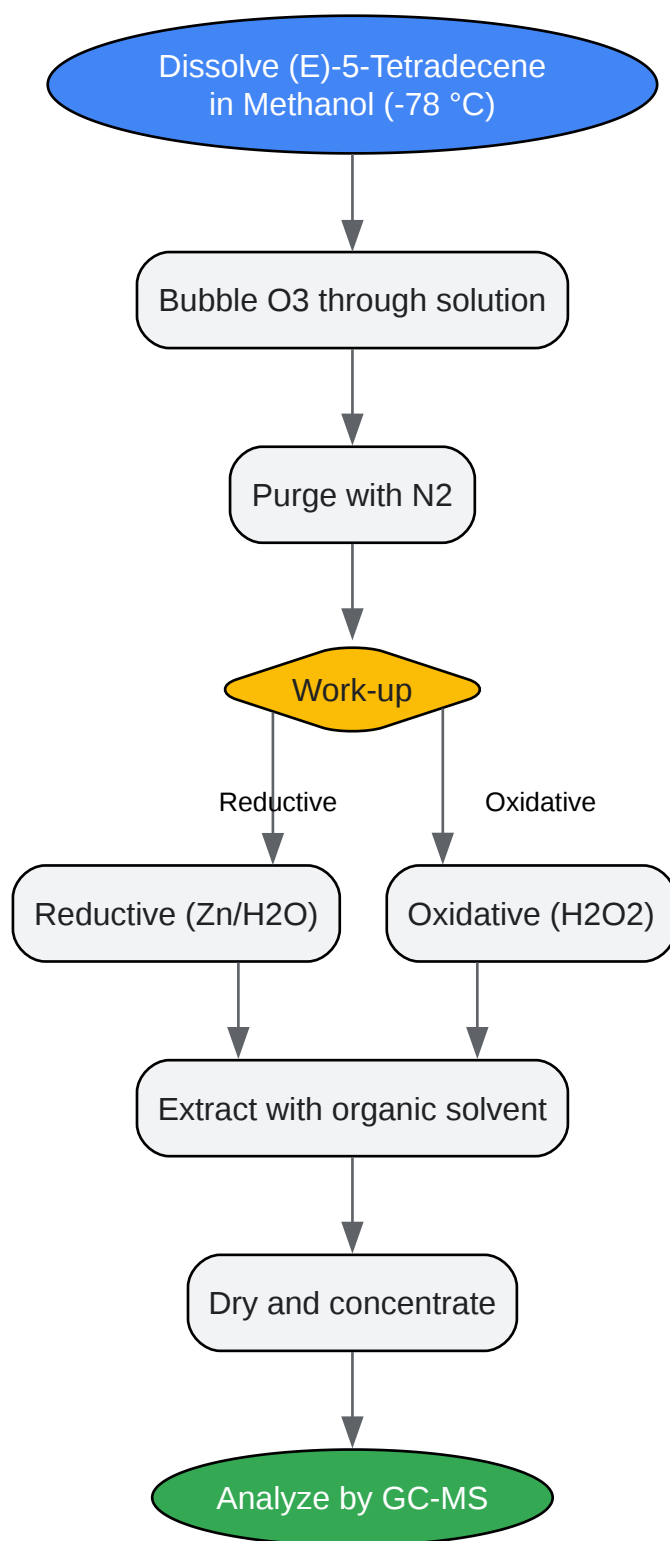 Dissolve (E)-5-Tetradecene
in Methanol (-78 °C)
Bubble O3 through solution
Purge with N2
Work-up
Reductive
Oxidative
Reductive (Zn/H2O)
Oxidative (H2O2)
Extract with organic solvent
Dry and concentrate
Analyze by GC-MS